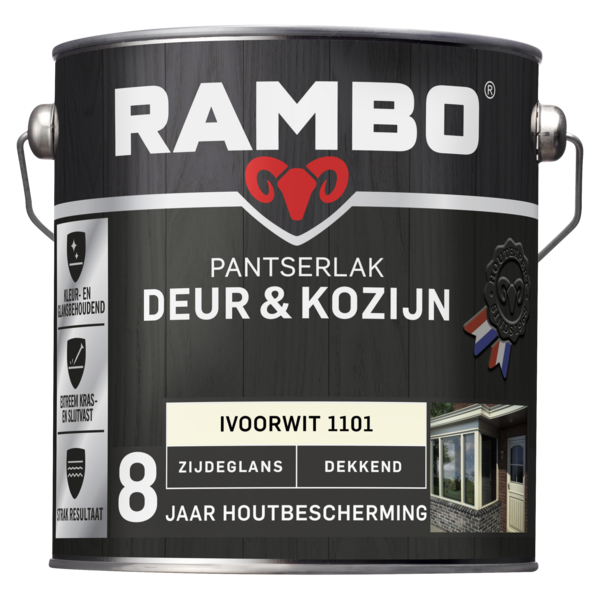 RAMBO®
PANTSERLAK
DEUR & KOZIJN
KLEUR- EN
GLANSBEHOUDEND
EXTREEM KRAS-
EN SLIJTVAST
STRAK RESULTAAT
IVOORWIT 1101
ZIJDEGLANS
DEKKEND
8 JAAR HOUTBESCHERMING